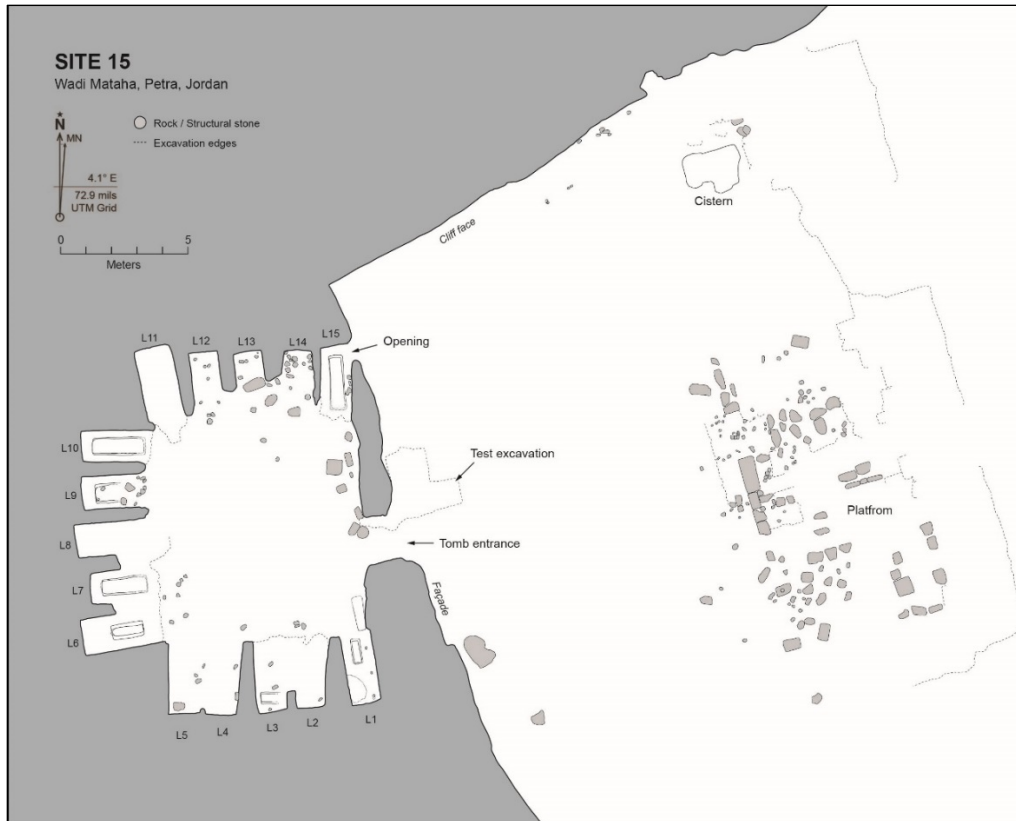 SITE 15
Wadi Mataha, Petra, Jordan
N
MN
4.1° E
72.9 mils
UTM Grid
Rock / Structural stone
Excavation edges
0 5
Meters
Cliff face
Cistern
L11 L12 L13 L14 L15
Opening
L10
Test excavation
L9
Platfrom
L8
Tomb entrance
L7
Façade
L6
L5 L4 L3 L2 L1